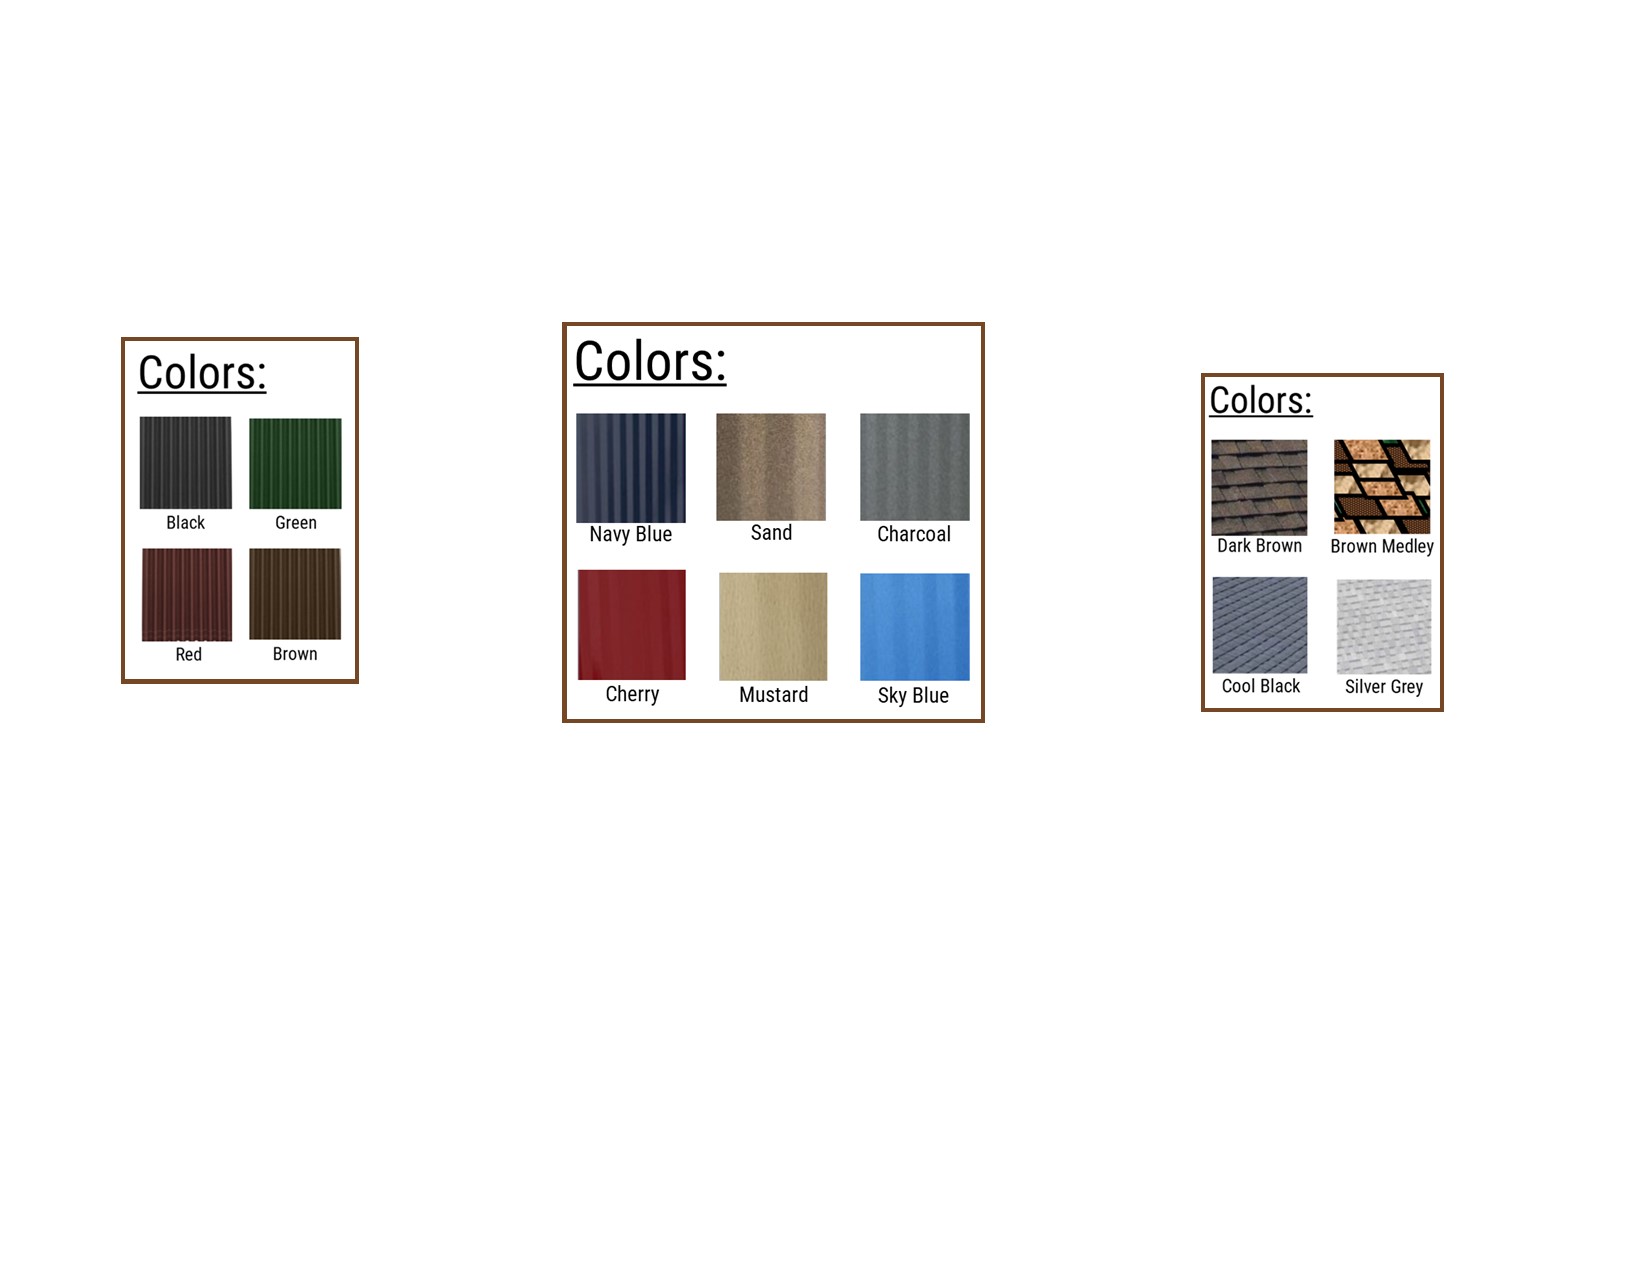 Colors:
Black Green
Red Brown
Colors:
Navy Blue Sand Charcoal
Cherry Mustard Sky Blue
Colors:
Dark Brown Brown Medley
Cool Black Silver Grey